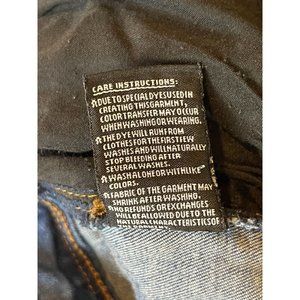 CARE INSTRUCTIONS:
DUE TO SPECIAL DYES USED IN
CREATING THIS GARMENT,
COLOR TRANSFER MAY OCCUR
WHEN WASHING OR WEARING.
THE DYE WILL RUN FROM
CLOTHES FOR THE FIRST FEW
WASHES AND WILL NATURALLY
STOP BLEEDING AFTER
SEVERAL WASHES.
WASH ALONE OR WITH LIKE
COLORS.
FABRIC OF THE GARMENT MAY
SHRINK AFTER WASHING.
AND REFUNDS OR EXCHANGES
WILL BE ALLOWED DUE TO THE
NATURAL CHARACTERISTICS OF